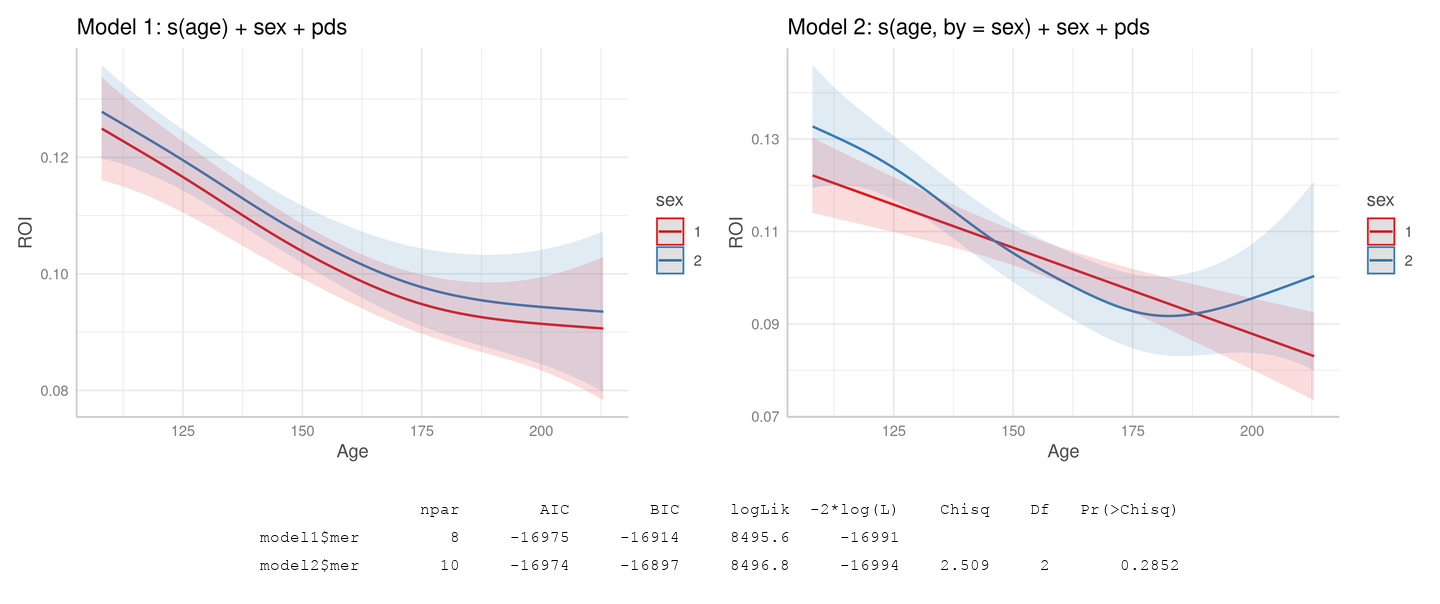 Model 1: s(age) + sex + pds
0.12
0.10
0.08
ROI
125 150 175 200
Age
sex
1
2
Model 2: s(age, by = sex) + sex + pds
0.13
0.11
0.09
0.07
ROI
125 150 175 200
Age
sex
1
2
npar AIC BIC logLik -2*log(L) Chisq Df Pr(>Chisq)
model1$mer 8 -16975 -16914 8495.6 -16991
model2$mer 10 -16974 -16897 8496.8 -16994 2.509 2 0.2852